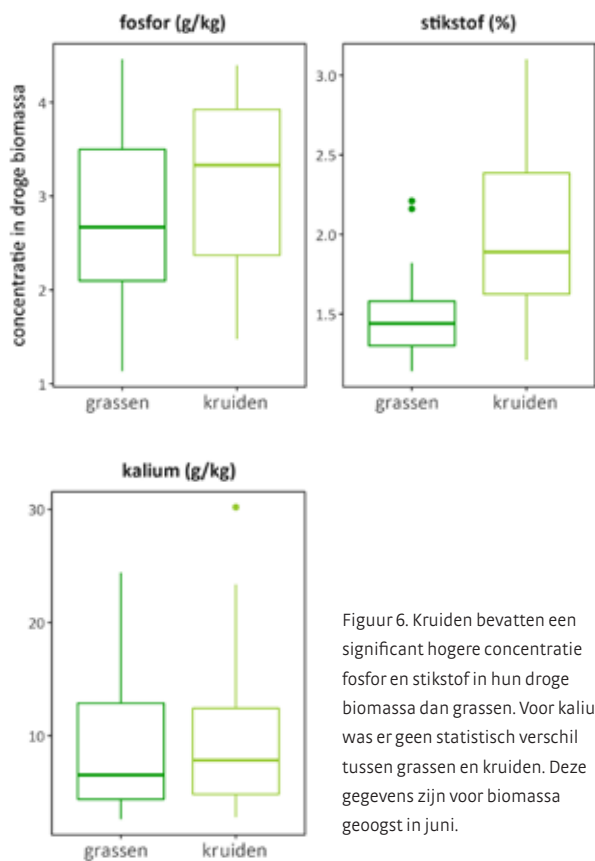 fosfor (g/kg)
stikstof (%)
concentratie in droge biomassa
4
3
2
1
grassen kruiden
3.0
2.5
2.0
1.5
grassen kruiden
kalium (g/kg)
30
20
10
grassen kruiden
Figuur 6. Kruiden bevatten een
significant hogere concentratie
fosfor en stikstof in hun droge
biomassa dan grassen. Voor kaliu
was er geen statistisch verschil
tussen grassen en kruiden. Deze
gegevens zijn voor biomassa
geoogst in juni.